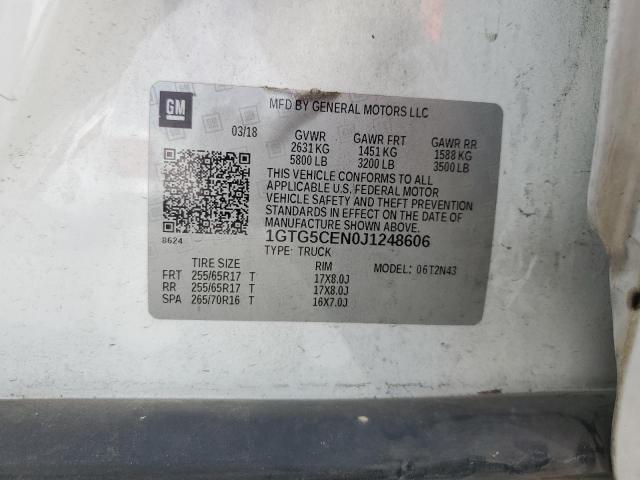 GM
MFD BY GENERAL MOTORS LLC
03/18
GVWR GAWR FRT GAWR RR
2631 KG 1451 KG 1588 KG
5800 LB 3200 LB 3500 LB
THIS VEHICLE CONFORMS TO ALL
APPLICABLE U.S. FEDERAL MOTOR
VEHICLE SAFETY AND THEFT PREVENTION
STANDARDS IN EFFECT ON THE DATE OF
MANUFACTURE SHOWN ABOVE.
8624
1GTG5CEN0J1248606
TYPE: TRUCK
TIRE SIZE RIM MODEL: 06T2N43
FRT 255/65R17 T 17X8.0J
RR 255/65R17 T 17X8.0J
SPA 265/70R16 T 16X7.0J